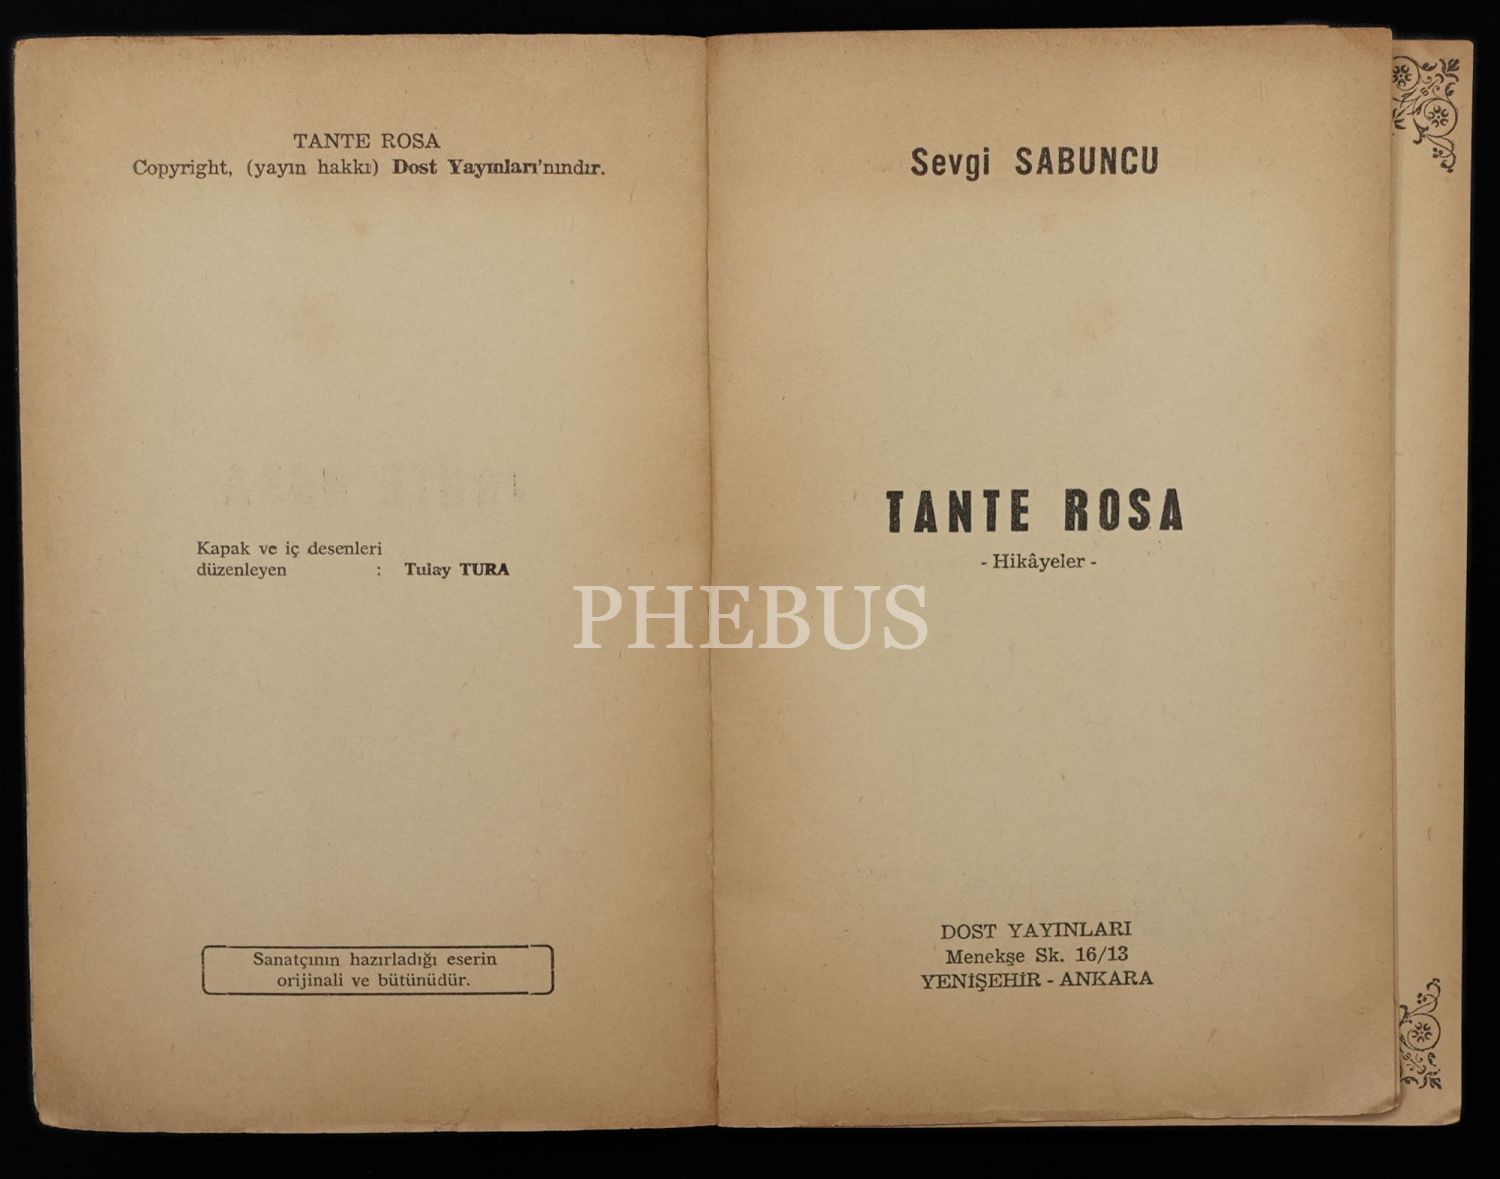 TANTE ROSA
Copyright, (yayın hakkı) Dost Yayınları'nındır.
Kapak ve iç desenleri
düzenleyen : Tulay TURA
Sanatçının hazırladığı eserin
orijinali ve bütünüdür.
Sevgi SABUNCU
TANTE ROSA
- Hikâyeler -
DOST YAYINLARI
Menekşe Sk. 16/13
YENİŞEHİR - ANKARA
PHEBUS